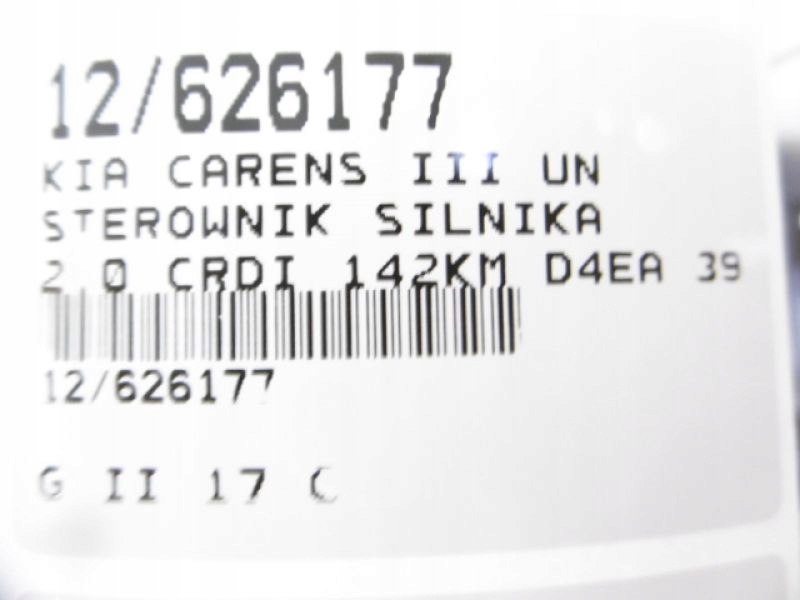 12/626177
KIA CARENS III UN
STEROWNIK SILNIKA
2.0 CRDI 142KM D4EA 39
12/626177
G II 17 C